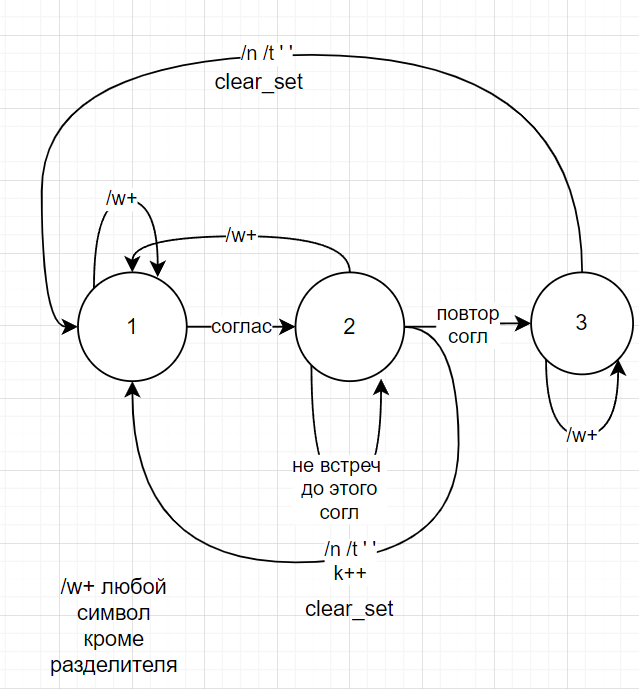 /n /t ' '
clear_set
/w+
/w+
1
соглас
2
повтор
согл
3
/w+
не встреч
до этого
согл
/n /t ' '
k++
clear_set
/w+ любой
символ
кроме
разделителя